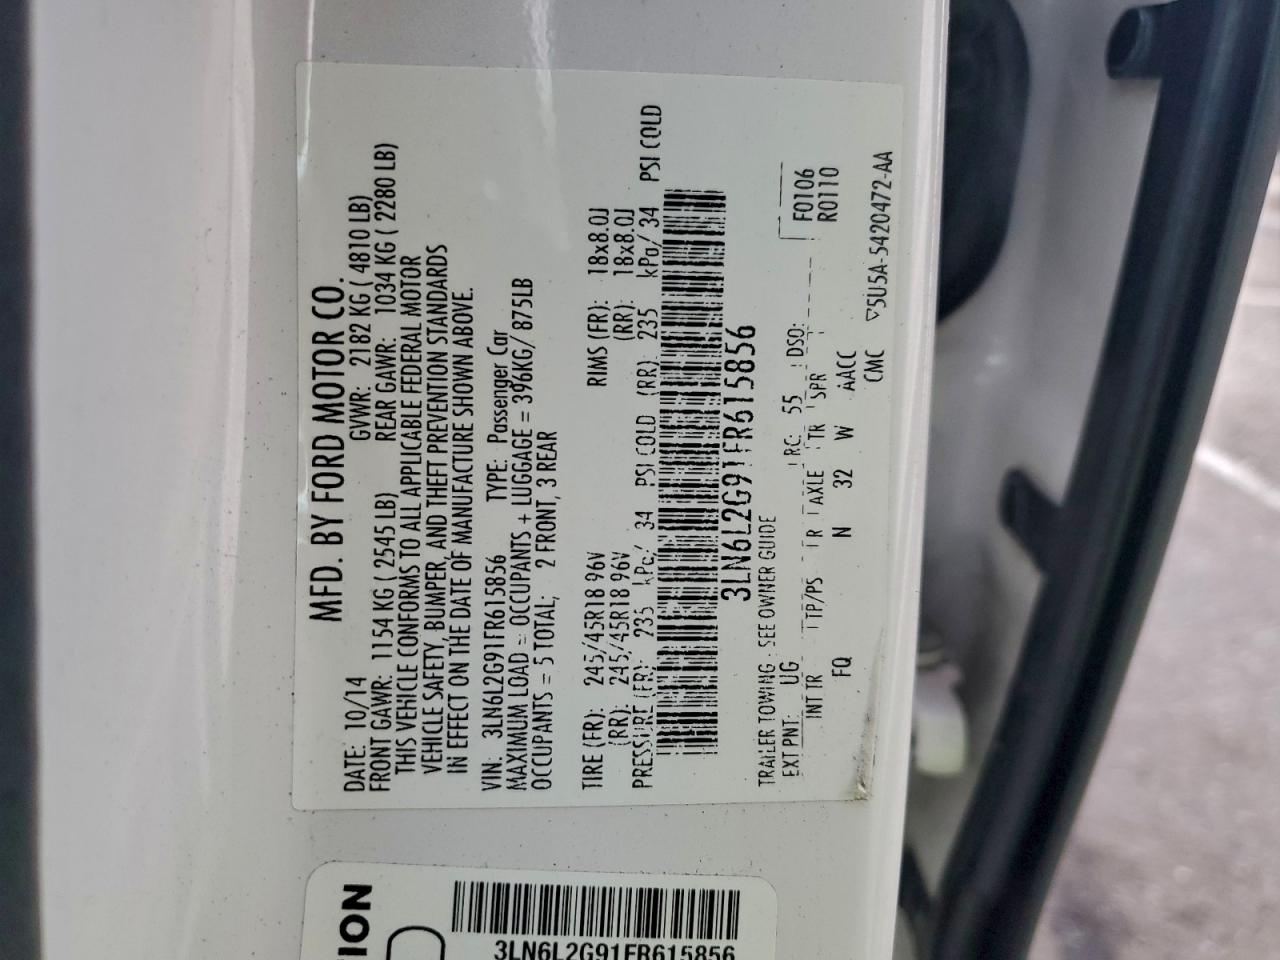 MFD. BY FORD MOTOR CO.
DATE: 10/14 GVWR: 2182 KG ( 4810 LB)
FRONT GAWR: 1154 KG ( 2545 LB) REAR GAWR: 1034 KG ( 2280 LB)
THIS VEHICLE CONFORMS TO ALL APPLICABLE FEDERAL MOTOR
VEHICLE SAFETY, BUMPER, AND THEFT PREVENTION STANDARDS
IN EFFECT ON THE DATE OF MANUFACTURE SHOWN ABOVE.
VIN: 3LN6L2G91FR615856 TYPE: Passenger Car
MAXIMUM LOAD = OCCUPANTS + LUGGAGE = 396KG/ 875LB
OCCUPANTS = 5 TOTAL; 2 FRONT, 3 REAR
TIRE (FR): 245/45R18 96V RIMS (FR): 18x8.0J
(RR): 245/45R18 96V (RR): 18x8.0J
PRESSURE (FR): 235 kPa/ 34 PSI COLD (RR): 235 kPa/ 34 PSI COLD
3LN6L2G91FR615856
TRAILER TOWING - SEE OWNER GUIDE
EXT PNT: UG RC: 55 DSO: F0106
R0110
INT TR TP/PS R AXLE TR SPR
FQ N 32 W AACC
CMC 5U5A-5420472-AA
ION
3LN6L2G91FR615856